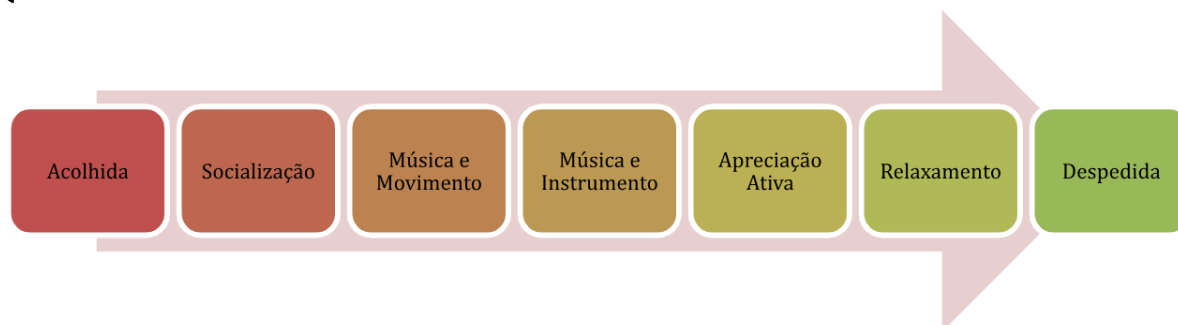 Acolhida
Socialização
Música e
Movimento
Música e
Instrumento
Apreciação
Ativa
Relaxamento
Despedida